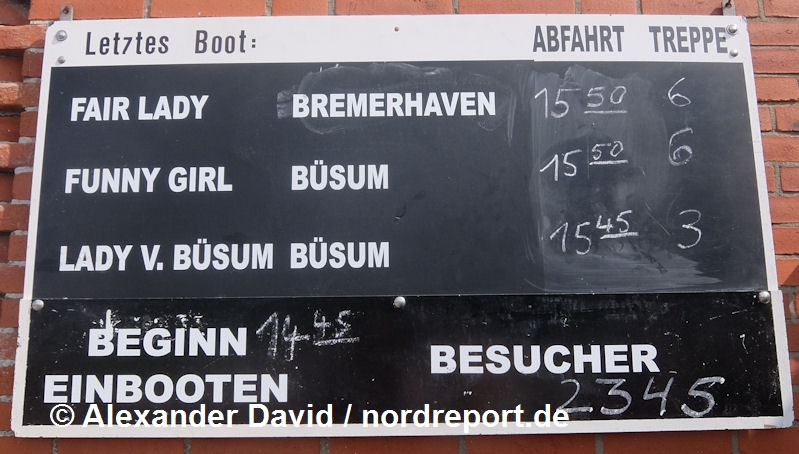 Letztes Boot: ABFAHRT TREPPE
FAIR LADY BREMERHAVEN 15 50 6
FUNNY GIRL BÜSUM 15 50 6
LADY V. BÜSUM BÜSUM 15 45 3
BEGINN 14 45 BESUCHER
EINBOOTEN 2345
© Alexander David / nordreport.de